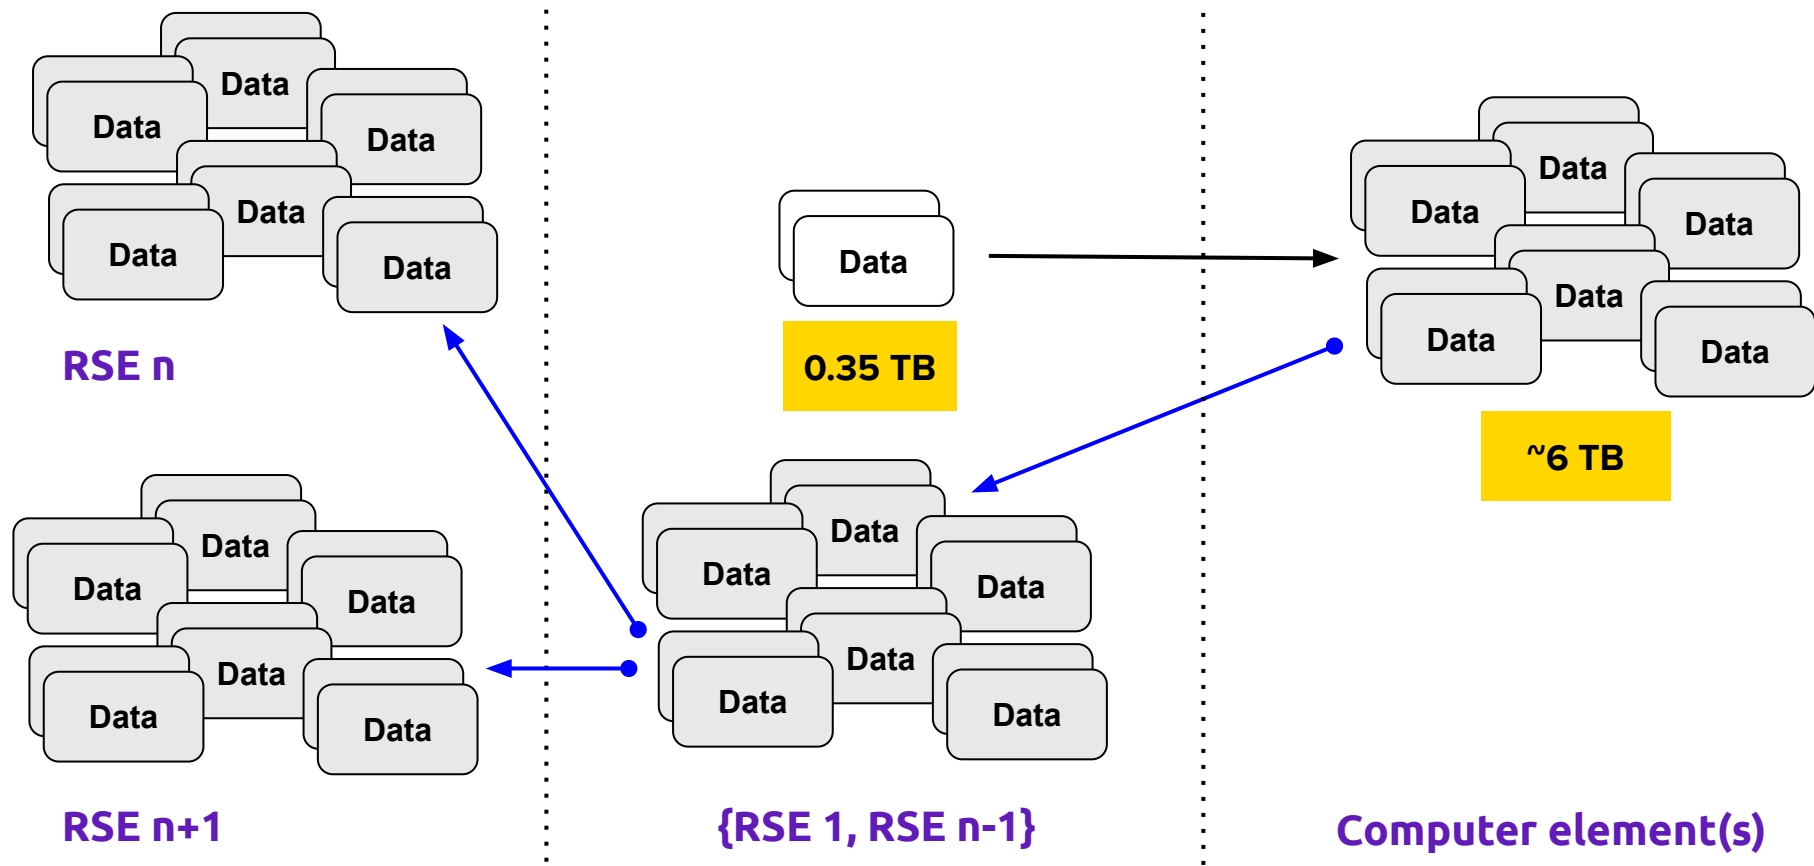 Data
Data
Data
Data
Data
Data
RSE n
Data
Data
Data
Data
Data
Data
RSE n+1
Data
0.35 TB
Data
Data
Data
Data
Data
Data
{RSE 1, RSE n-1}
Data
Data
Data
Data
Data
Data
~6 TB
Computer element(s)